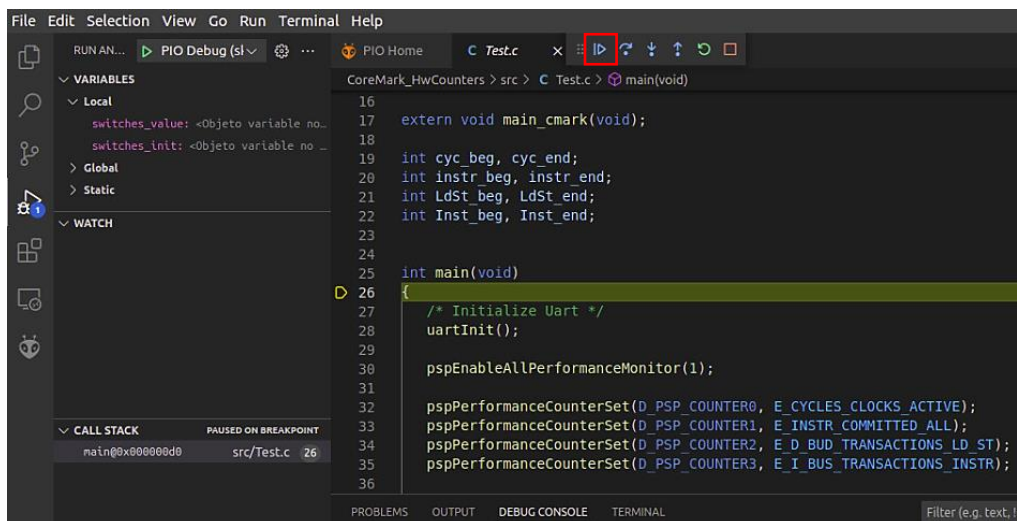 File Edit Selection View Go Run Terminal Help
RUN AN... PIO Debug (sl
PIO Home
C Test.c
VARIABLES
Local
switches_value: <Objeto variable no…
switches_init: <Objeto variable no …
Global
Static
WATCH
1
CALL STACK PAUSED ON BREAKPOINT
main@0x000000d0 src/Test.c 26
CoreMark_HwCounters > src > C Test.c > main(void)
16
17 extern void main_cmark(void);
18
19 int cyc_beg, cyc_end;
20 int instr_beg, instr_end;
21 int LdSt_beg, LdSt_end;
22 int Inst_beg, Inst_end;
23
24
25 int main(void)
26 {
27 /* Initialize Uart */
28 uartInit();
29
30 pspEnableAllPerformanceMonitor(1);
31
32 pspPerformanceCounterSet(D_PSP_COUNTER0, E_CYCLES_CLOCKS_ACTIVE);
33 pspPerformanceCounterSet(D_PSP_COUNTER1, E_INSTR_COMMITTED_ALL);
34 pspPerformanceCounterSet(D_PSP_COUNTER2, E_D_BUD_TRANSACTIONS_LD_ST);
35 pspPerformanceCounterSet(D_PSP_COUNTER3, E_I_BUS_TRANSACTIONS_INSTR);
36
PROBLEMS OUTPUT DEBUG CONSOLE TERMINAL
Filter (e.g. text, !